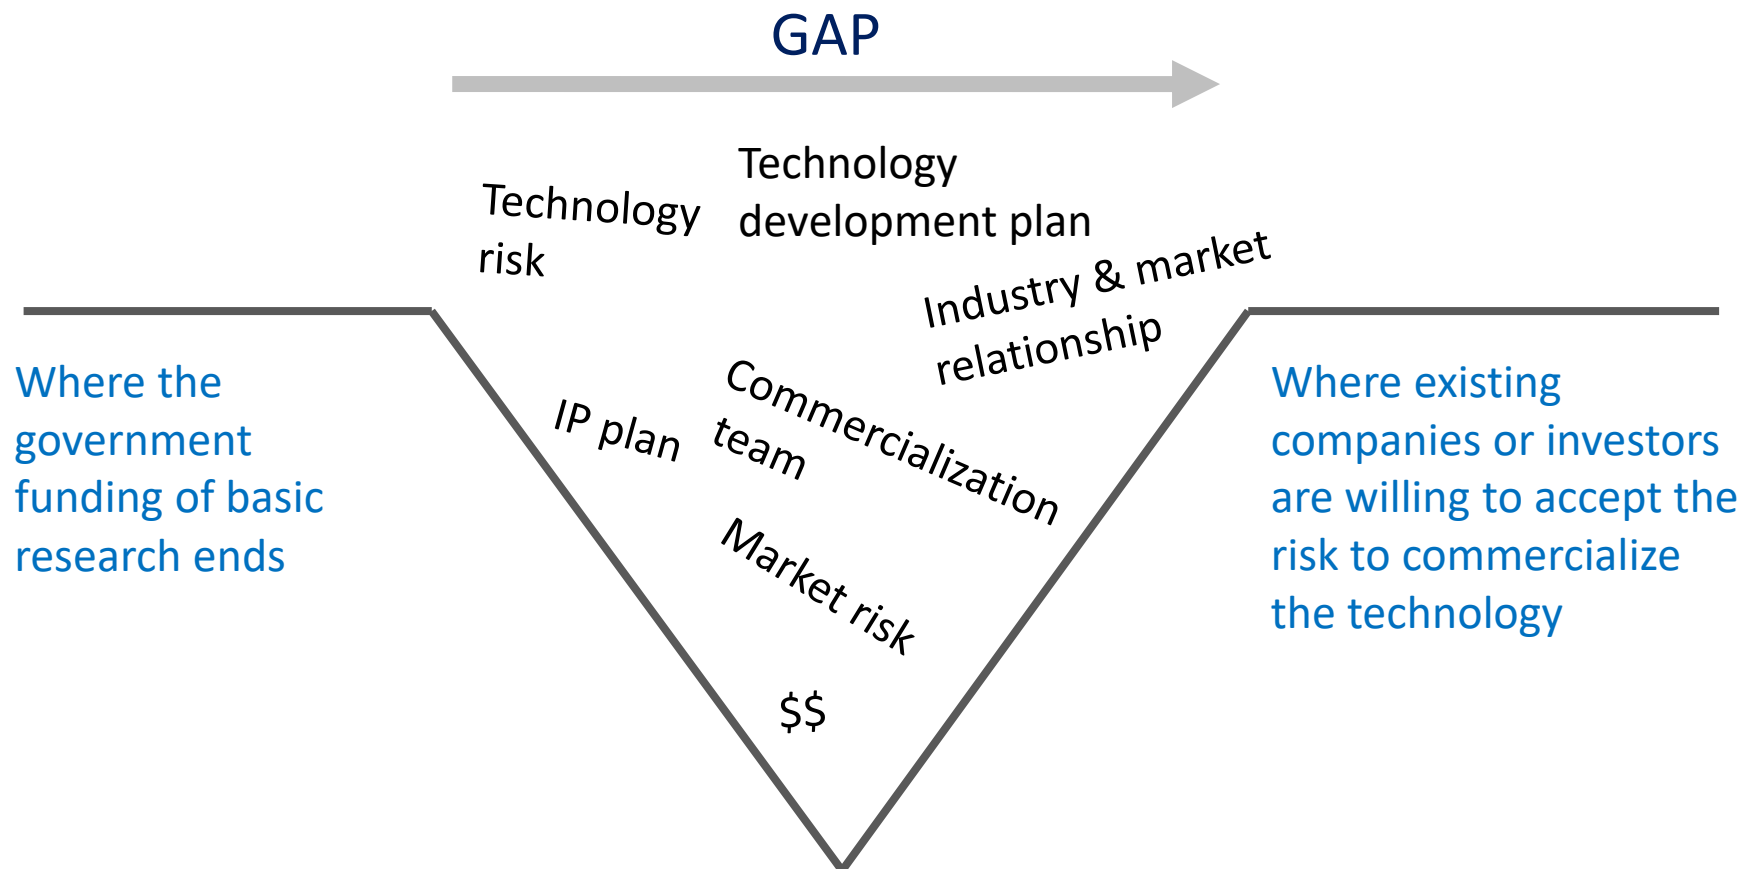 GAP
Technology
risk
Technology
development plan
Industry & market
relationship
Where the
government
funding of basic
research ends
IP plan
Commercialization
team
Market risk
$$
Where existing
companies or investors
are willing to accept the
risk to commercialize
the technology